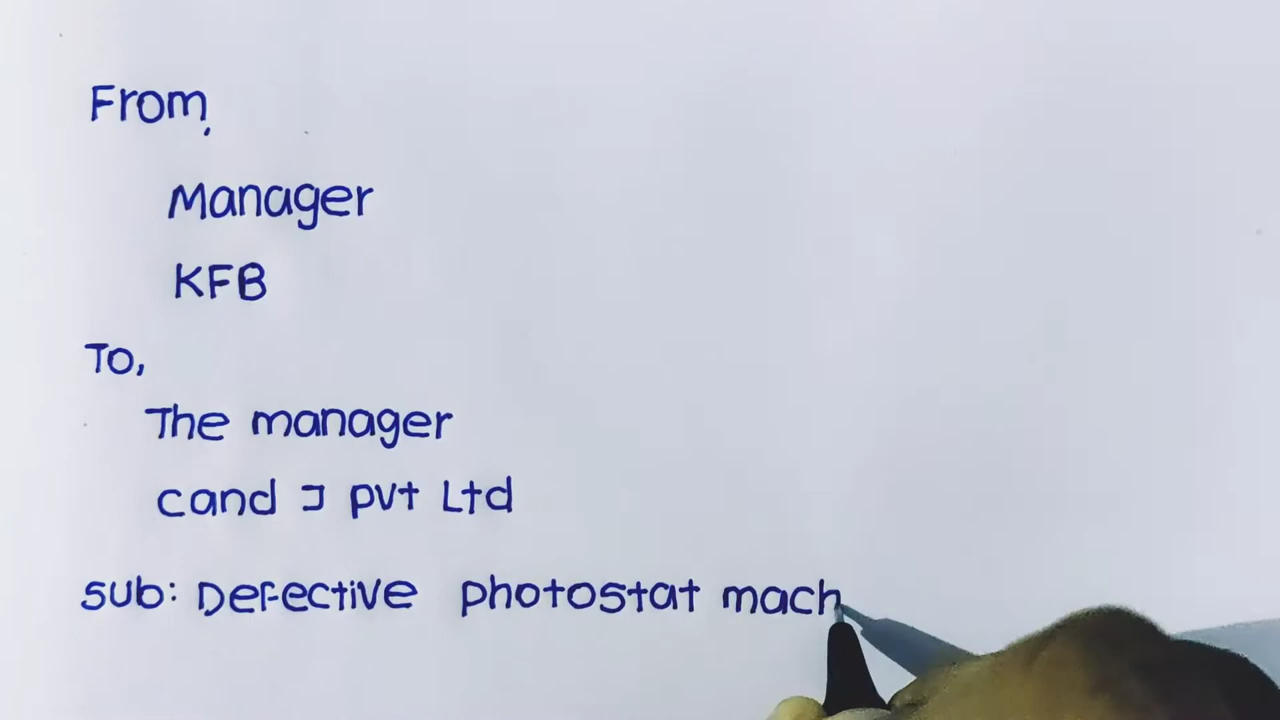 From,
Manager
KFB
To,
The manager
cand J pvt Ltd
sub: Defective photostat mach